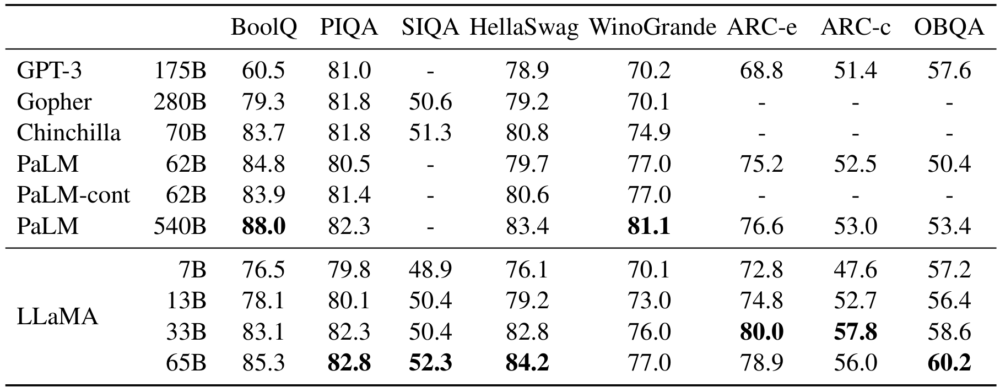 BoolQ PIQA SIQA HellaSwag WinoGrande ARC-e ARC-c OBQA
GPT-3 175B 60.5 81.0 - 78.9 70.2 68.8 51.4 57.6
Gopher 280B 79.3 81.8 50.6 79.2 70.1 - - -
Chinchilla 70B 83.7 81.8 51.3 80.8 74.9 - - -
PaLM 62B 84.8 80.5 - 79.7 77.0 75.2 52.5 50.4
PaLM-cont 62B 83.9 81.4 - 80.6 77.0 - - -
PaLM 540B 88.0 82.3 - 83.4 81.1 76.6 53.0 53.4
7B 76.5 79.8 48.9 76.1 70.1 72.8 47.6 57.2
13B 78.1 80.1 50.4 79.2 73.0 74.8 52.7 56.4
LLaMA
33B 83.1 82.3 50.4 82.8 76.0 80.0 57.8 58.6
65B 85.3 82.8 52.3 84.2 77.0 78.9 56.0 60.2